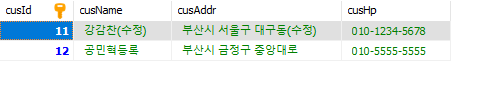 cusId cusName cusAddr cusHp
11 강감찬(수정) 부산시 서울구 대구동(수정) 010-1234-5678
12 공민혁등록 부산시 금정구 중앙대로 010-5555-5555